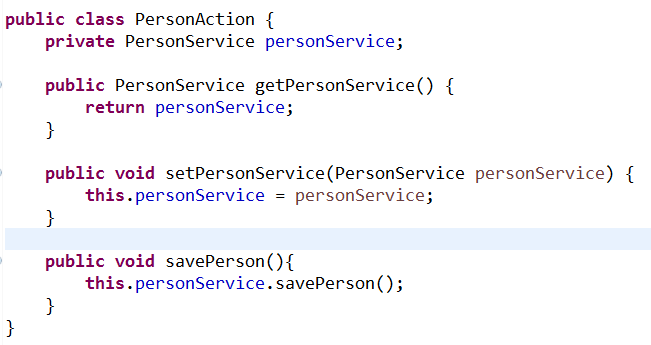 public class PersonAction {
    private PersonService personService;

    public PersonService getPersonService() {
        return personService;
    }

    public void setPersonService(PersonService personService) {
        this.personService = personService;
    }

    public void savePerson(){
        this.personService.savePerson();
    }
}